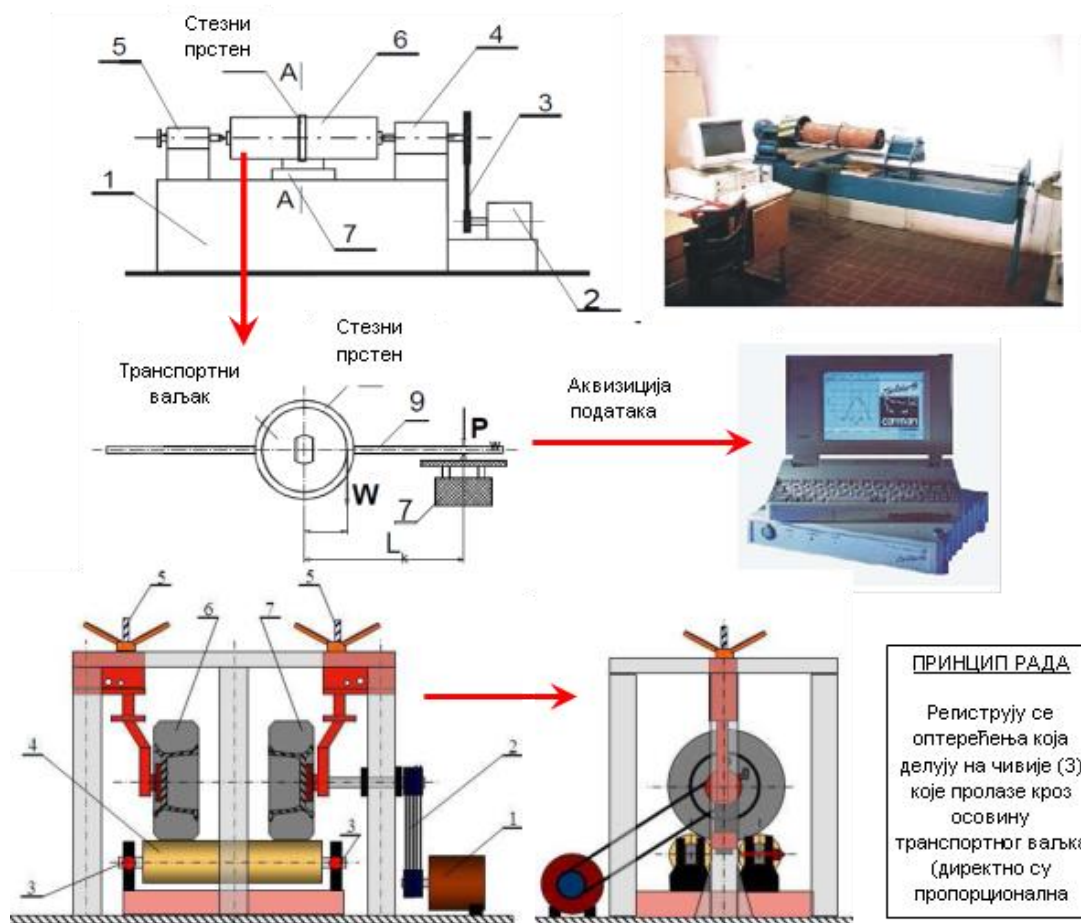 Стезни
прстен
5
А
6
4
3
1
А
7
2
Стезни
прстен
Транспортни
ваљак
9
P
w
W
7
L
Аквизиција
података
5
5
6
7
4
2
1
3
3
ПРИНЦИП РАДА
Региструју се
оптерећења која
делују на чивије (3)
које пролазе кроз
осовину
транспортног ваљка
(директно су
пропорционална